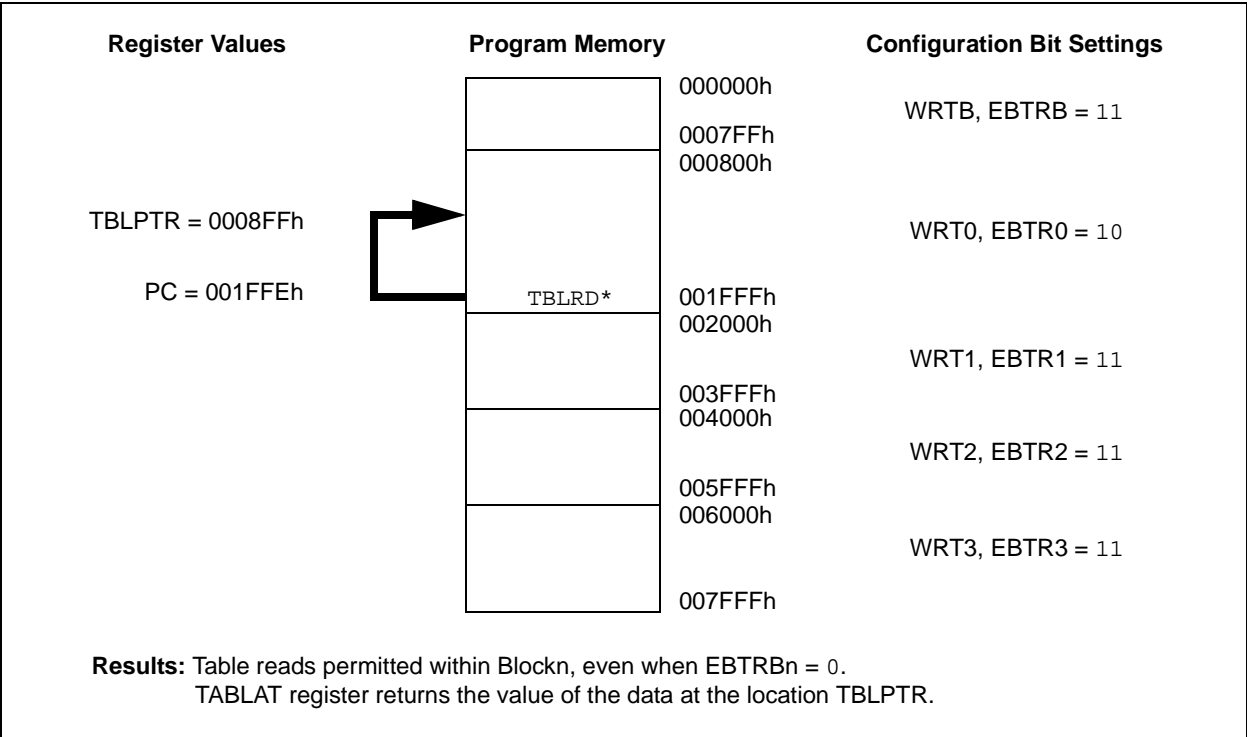 Register Values
Program Memory
Configuration Bit Settings
000000h
WRTB, EBTRB = 11
0007FFh
000800h
TBLPTR = 0008FFh
WRT0, EBTR0 = 10
PC = 001FFEh
TBLRD*
001FFFh
002000h
WRT1, EBTR1 = 11
003FFFh
004000h
WRT2, EBTR2 = 11
005FFFh
006000h
WRT3, EBTR3 = 11
007FFFh
Results: Table reads permitted within Blockn, even when EBTRBn = 0.
TABLAT register returns the value of the data at the location TBLPTR.